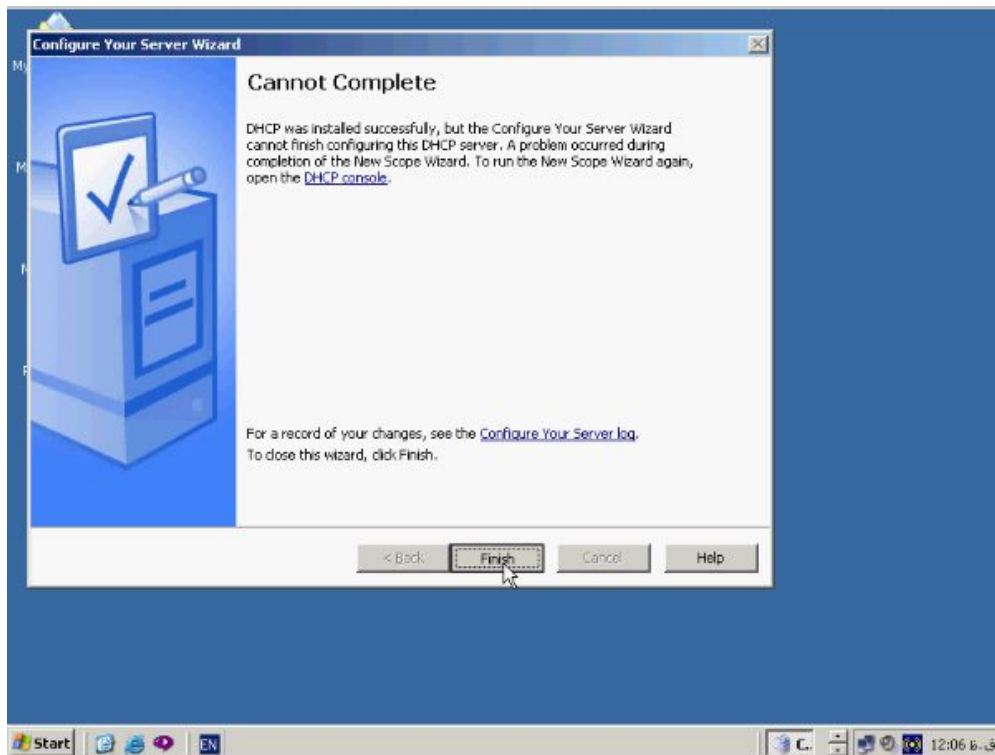 Configure Your Server Wizard
Cannot Complete
DHCP was installed successfully, but the Configure Your Server Wizard
cannot finish configuring this DHCP server. A problem occurred during
completion of the New Scope Wizard. To run the New Scope Wizard again,
open the DHCP console.
For a record of your changes, see the Configure Your Server log.
To close this wizard, click Finish.
< Back
Finish
Cancel
Help
Start
EN
C.
12:06